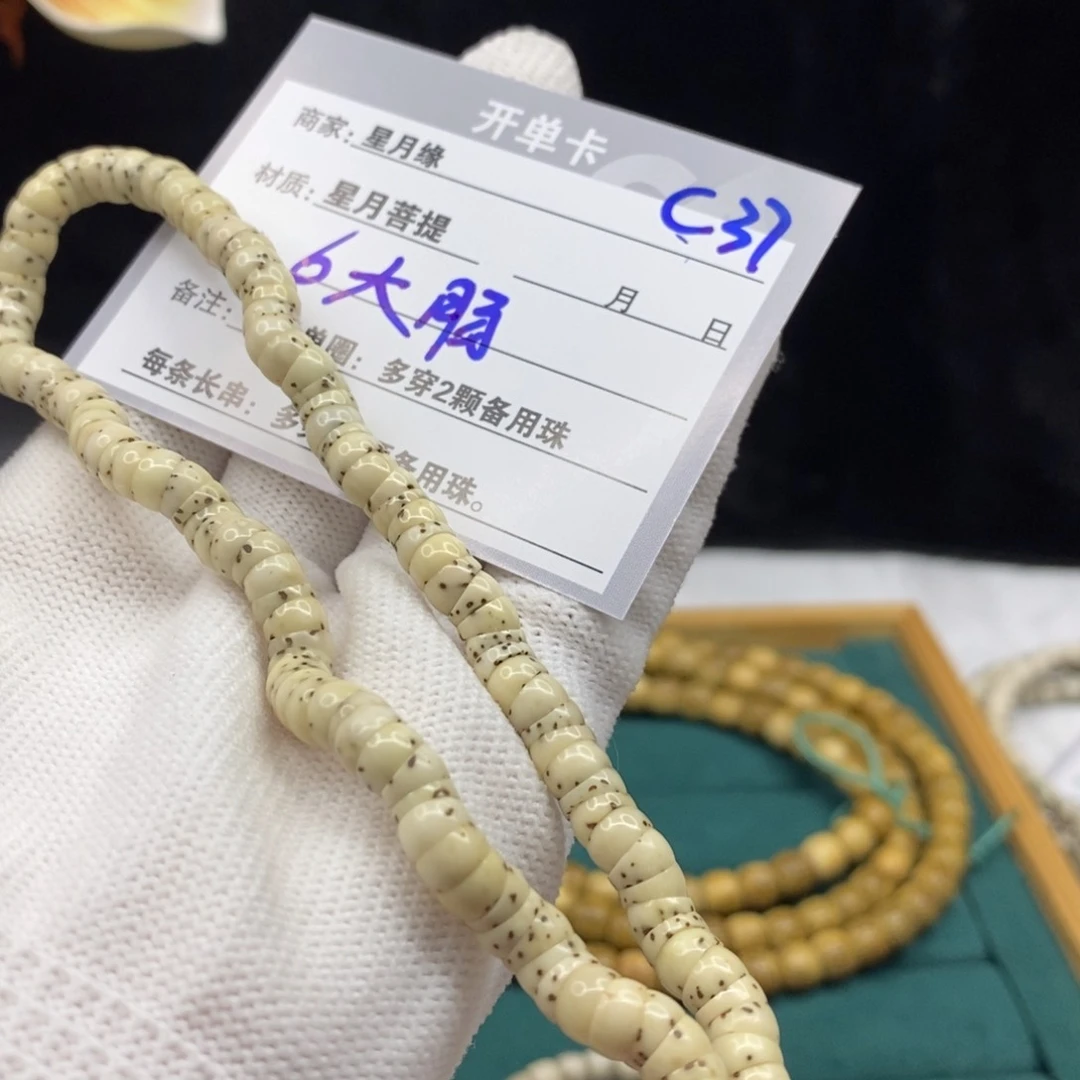 开单卡
商家：星月缘
C37
材质：星月菩提
月 日
6大肠
备注：单圈：多穿2颗备用珠
每条长串：多 备用珠。